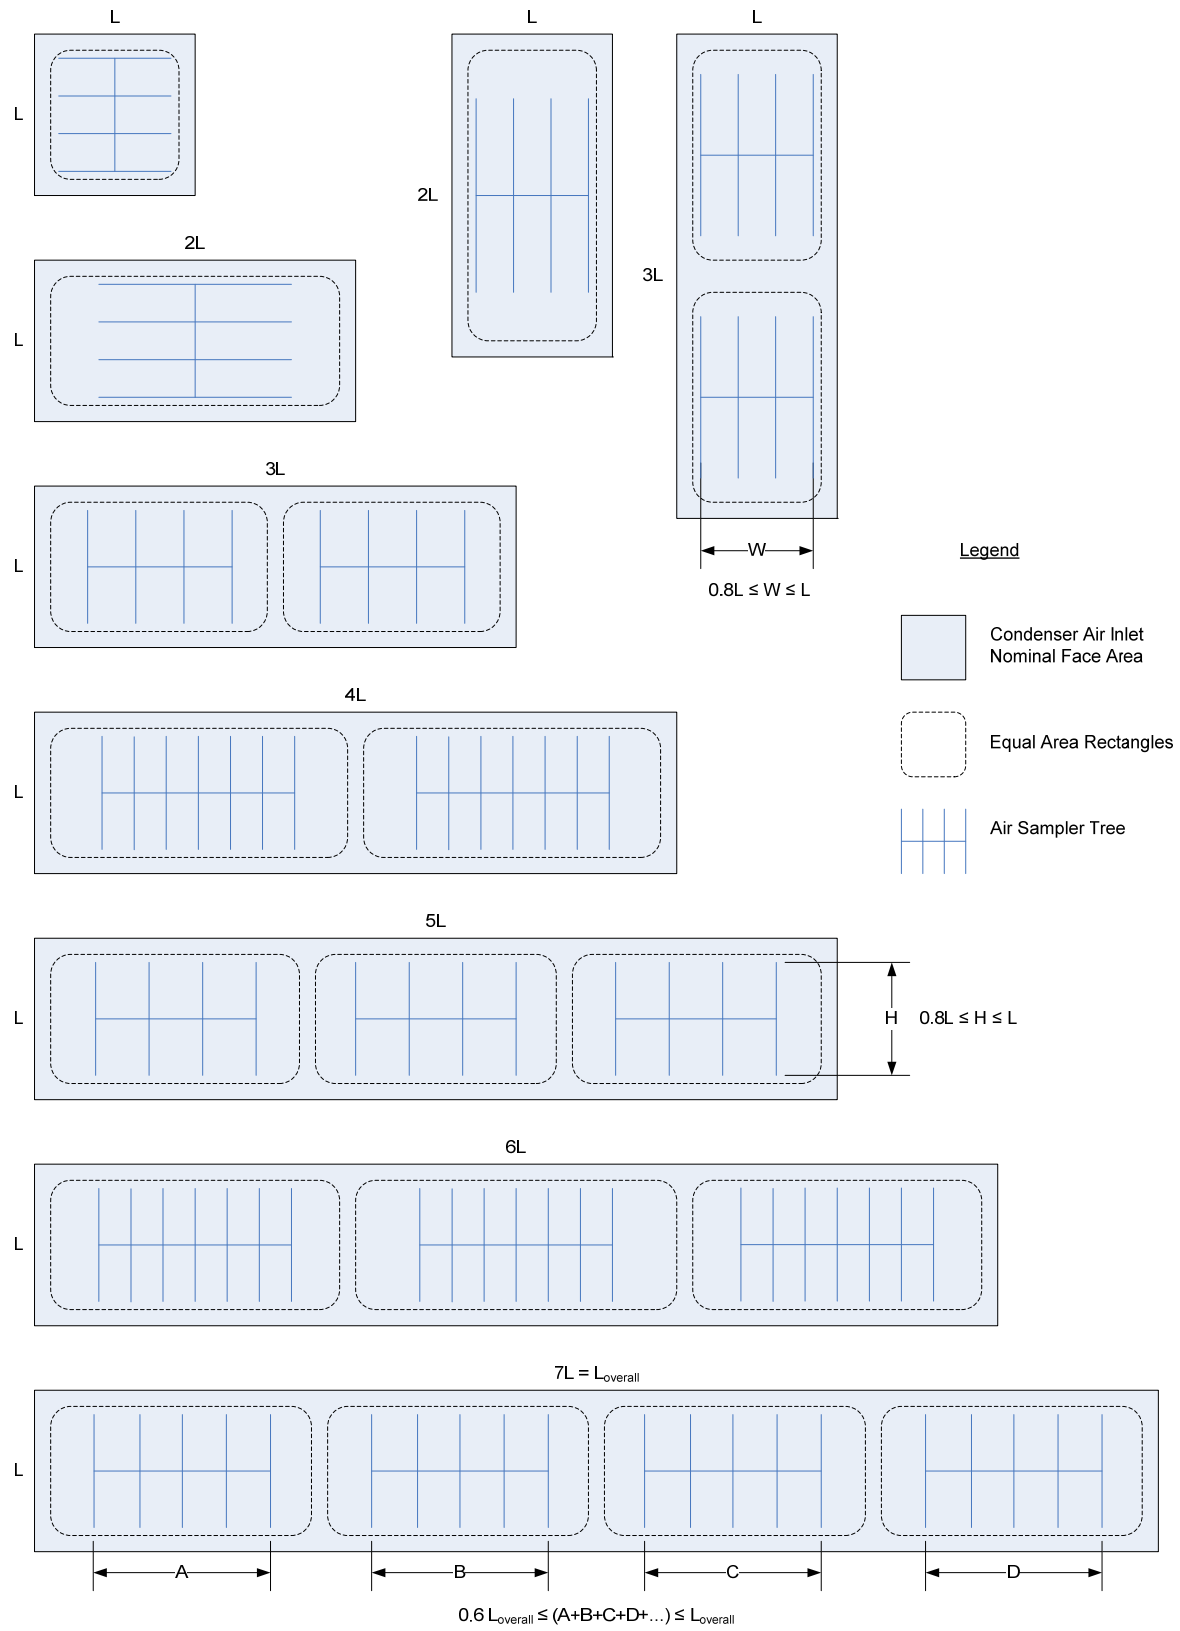 L
L
L
L
2L
3L
2L
L
3L
L
W
0.8L ≤ W ≤ L
Legend
Condenser Air Inlet
Nominal Face Area
Equal Area Rectangles
Air Sampler Tree
4L
L
5L
L
H
0.8L ≤ H ≤ L
6L
L
7L = Loverall
L
A
B
C
D
0.6 Loverall ≤ (A+B+C+D+...) ≤ Loverall